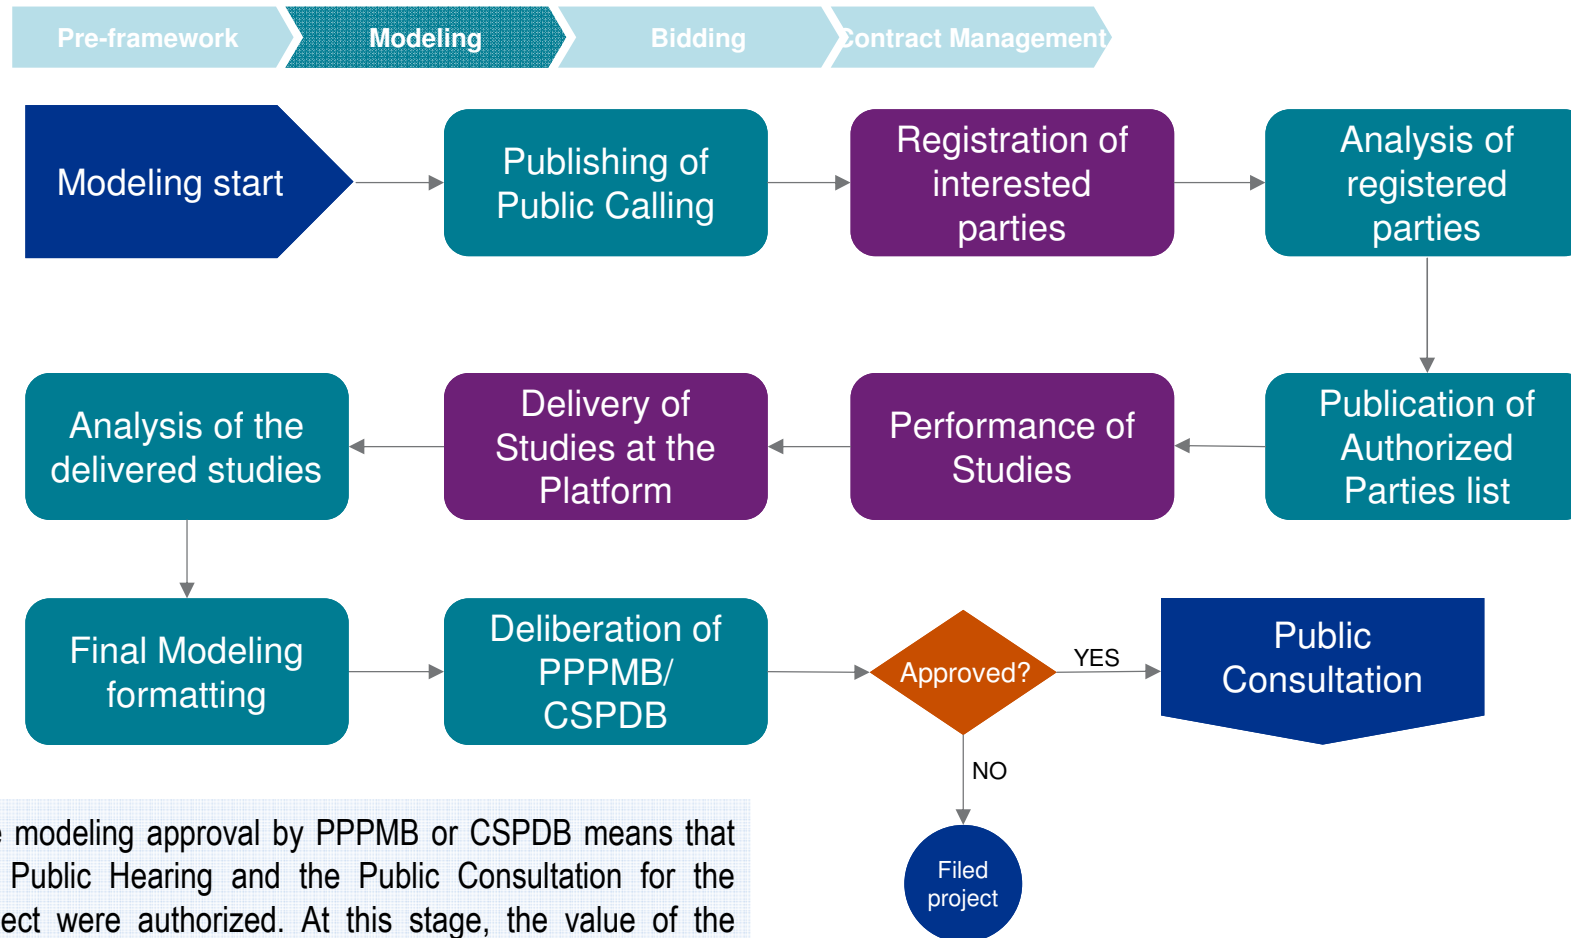 Pre-framework
Modeling
Bidding
Contract Management
Modeling start
Publishing of
Public Calling
Registration of
interested
parties
Analysis of
registered
parties
Publication of
Authorized
Parties list
Performance of
Studies
Delivery of
Studies at the
Platform
Analysis of the
delivered studies
Final Modeling
formatting
Deliberation of
PPPMB/
CSPDB
Approved?
YES
Public
Consultation
NO
Filed
project
modeling approval by PPPMB or CSPDB means that
Public Hearing and the Public Consultation for the
ect were authorized. At this stage, the value of the